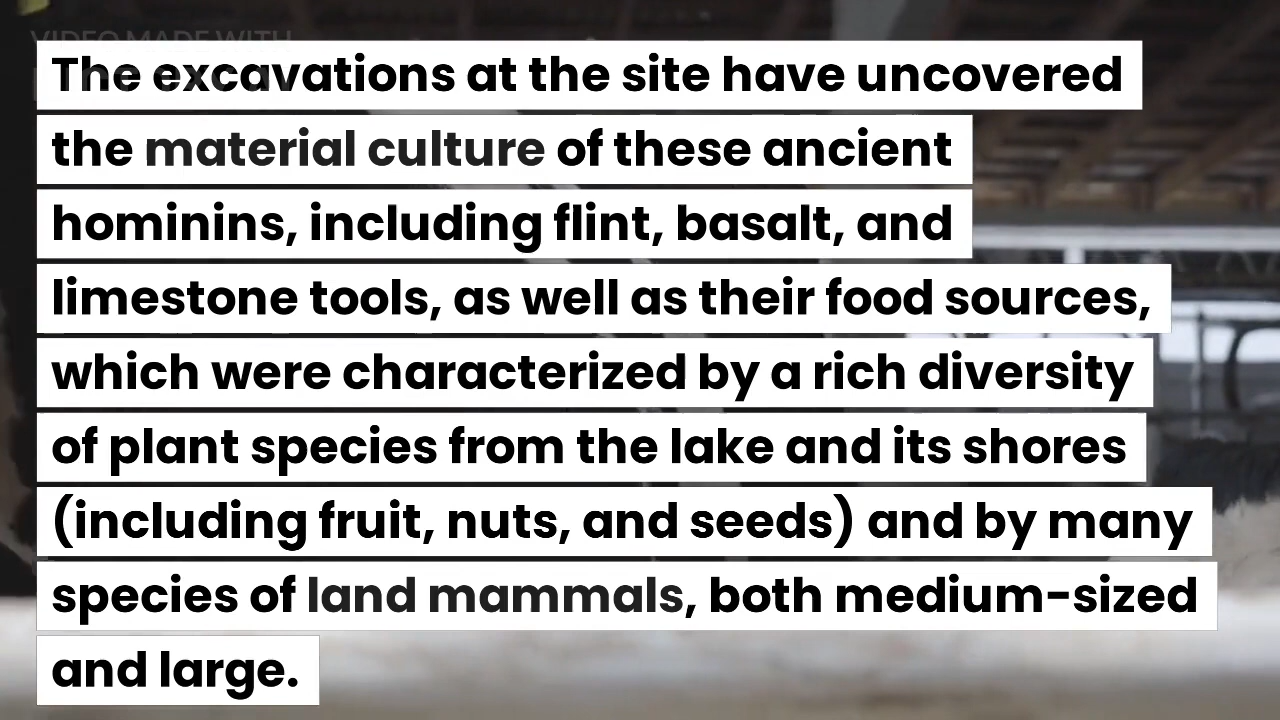 VIDEO MADE WITH
The excavations at the site have uncovered
the material culture of these ancient
hominins, including flint, basalt, and
limestone tools, as well as their food sources,
which were characterized by a rich diversity
of plant species from the lake and its shores
(including fruit, nuts, and seeds) and by many
species of land mammals, both medium-sized
and large.